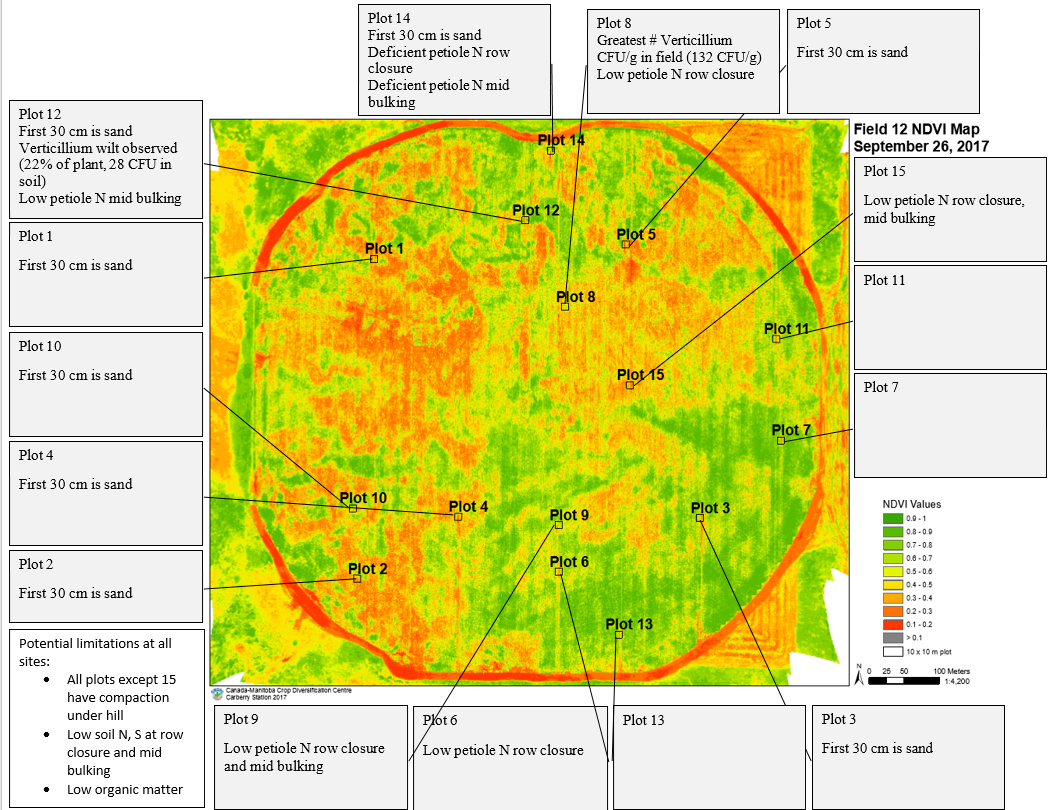 Plot 14
First 30 cm is sand
Deficient petiole N row
closure
Deficient petiole N mid
bulking
Plot 8
Greatest # Verticillium
CFU/g in field (132 CFU/g)
Low petiole N row closure
Plot 5
First 30 cm is sand
Plot 12
First 30 cm is sand
Verticillium wilt observed
(22% of plant, 28 CFU in
soil)
Low petiole N mid bulking
Plot 1
First 30 cm is sand
Plot 10
First 30 cm is sand
Plot 4
First 30 cm is sand
Plot 2
First 30 cm is sand
Potential limitations at all
sites:
• All plots except 15
have compaction
under hill
• Low soil N, S at row
closure and mid
bulking
• Low organic matter
Field 12 NDVI Map
September 26, 2017
Plot 14
Plot 12
Plot 5
Plot 1
Plot 8
Plot 11
Plot 15
Plot 7
Plot 10
Plot 4
Plot 9
Plot 3
Plot 6
Plot 2
Plot 13
Plot 15
Low petiole N row closure,
mid bulking
Plot 11
Plot 7
NDVI Values
0.9 - 1
0.8 - 0.9
0.7 - 0.8
0.6 - 0.7
0.5 - 0.6
0.4 - 0.5
0.3 - 0.4
0.2 - 0.3
0.1 - 0.2
> 0.1
10 x 10 m plot
N
0 25 50 100 Meters
1:4,200
Canada-Manitoba Crop Diversification Centre
Carberry Station 2017
Plot 9
Low petiole N row closure
and mid bulking
Plot 6
Low petiole N row closure
Plot 13
Plot 3
First 30 cm is sand